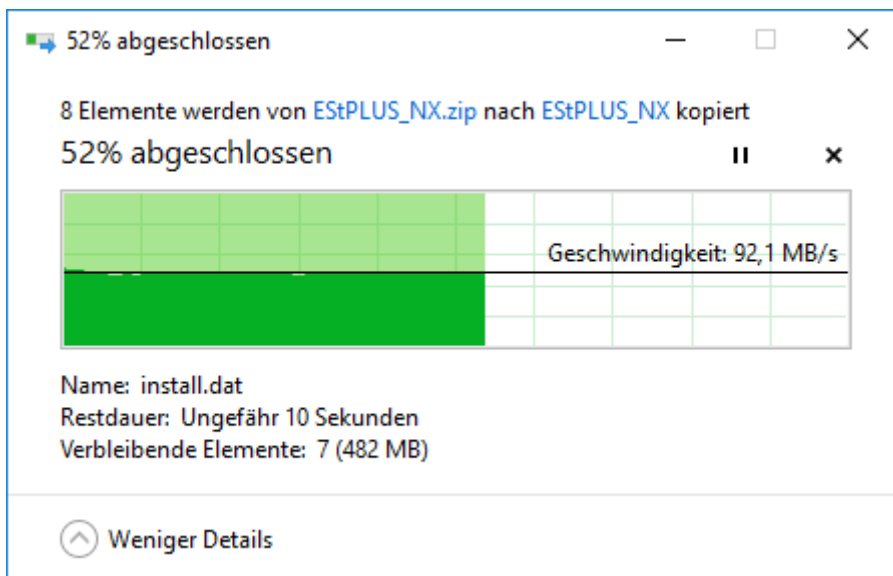 52% abgeschlossen
8 Elemente werden von EStPLUS_NX.zip nach EStPLUS_NX kopiert
52% abgeschlossen
Geschwindigkeit: 92,1 MB/s
Name: install.dat
Restdauer: Ungefähr 10 Sekunden
Verbleibende Elemente: 7 (482 MB)
Weniger Details